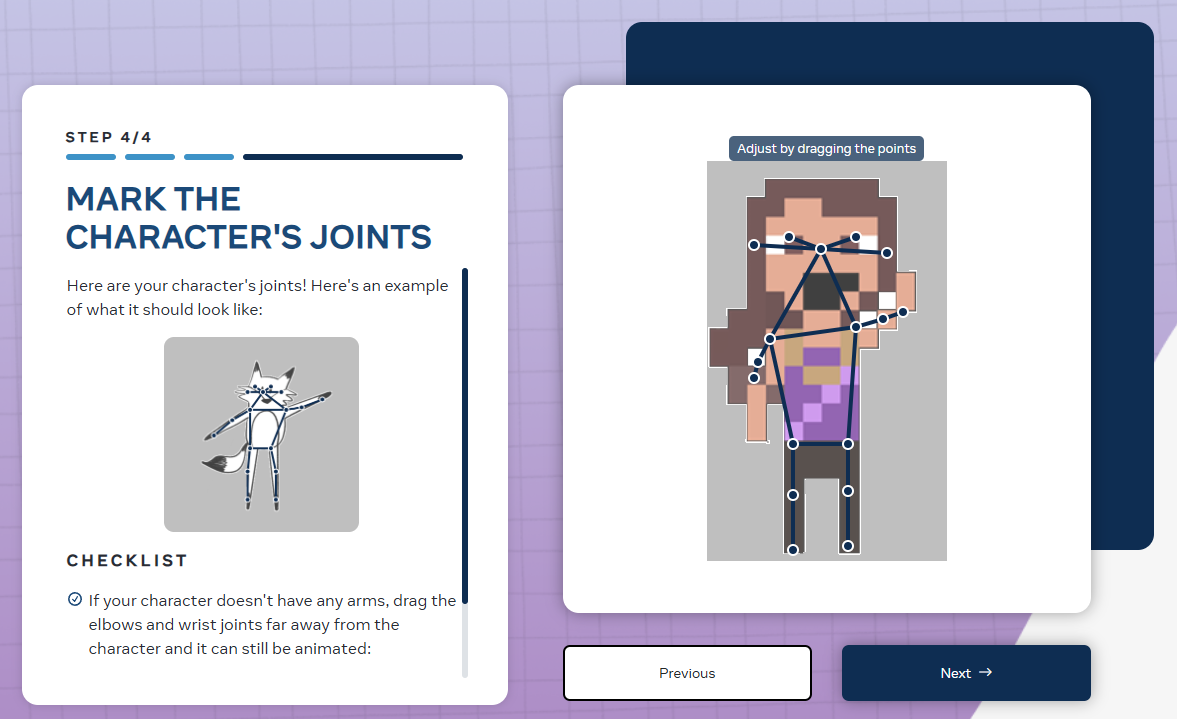 STEP 4/4
MARK THE
CHARACTER'S JOINTS
Here are your character's joints! Here's an example
of what it should look like:
CHECKLIST
If your character doesn't have any arms, drag the
elbows and wrist joints far away from the
character and it can still be animated:
Adjust by dragging the points
Previous
Next →